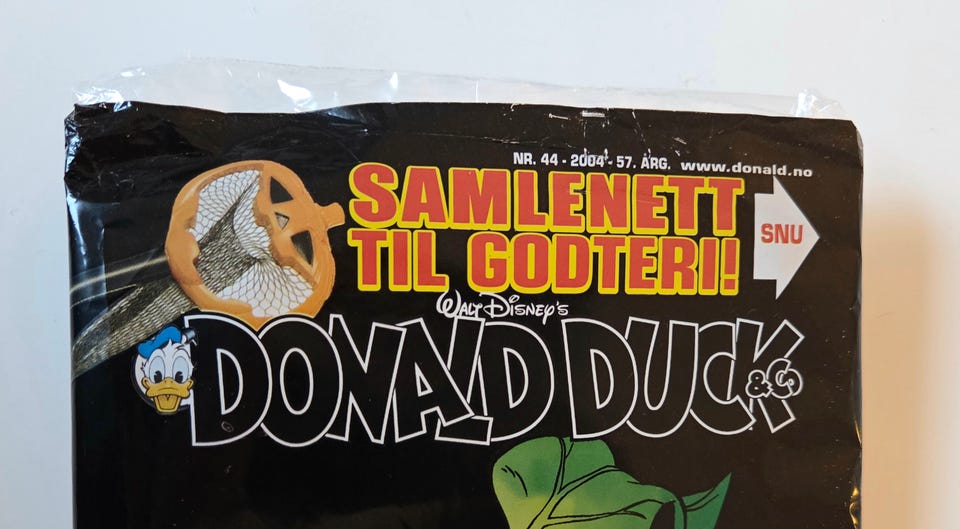 NR. 44 - 2004 - 57. ÅRG. www.donald.no
SAMLENETT
TIL GODTERI!
SNU
WALT DISNEY'S
DONALD DUCK
& Co